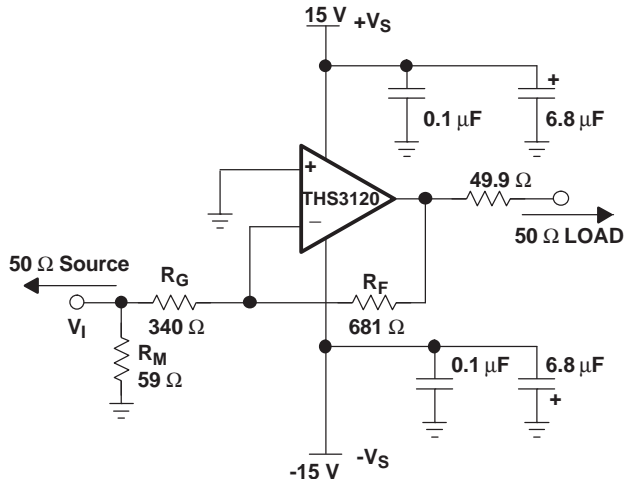 15 V +VS
+
0.1 µF 6.8 µF
+
THS3120
−
49.9 Ω
50 Ω LOAD
50 Ω Source
RG
RF
VI
340 Ω
681 Ω
RM
59 Ω
0.1 µF 6.8 µF
+
-15 V -VS